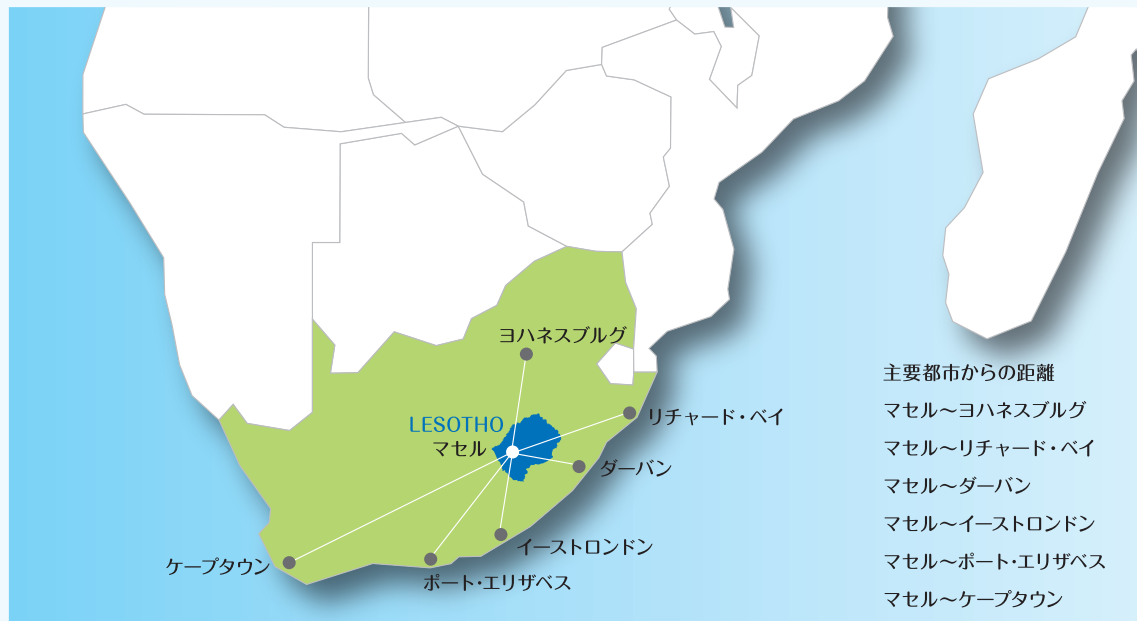 ヨハネスブルグ
LESOTHO
マセル
リチャード・ベイ
ダーバン
イーストロンドン
ポート・エリザベス
ケープタウン
主要都市からの距離
マセル～ヨハネスブルグ
マセル～リチャード・ベイ
マセル～ダーバン
マセル～イーストロンドン
マセル～ポート・エリザベス
マセル～ケープタウン